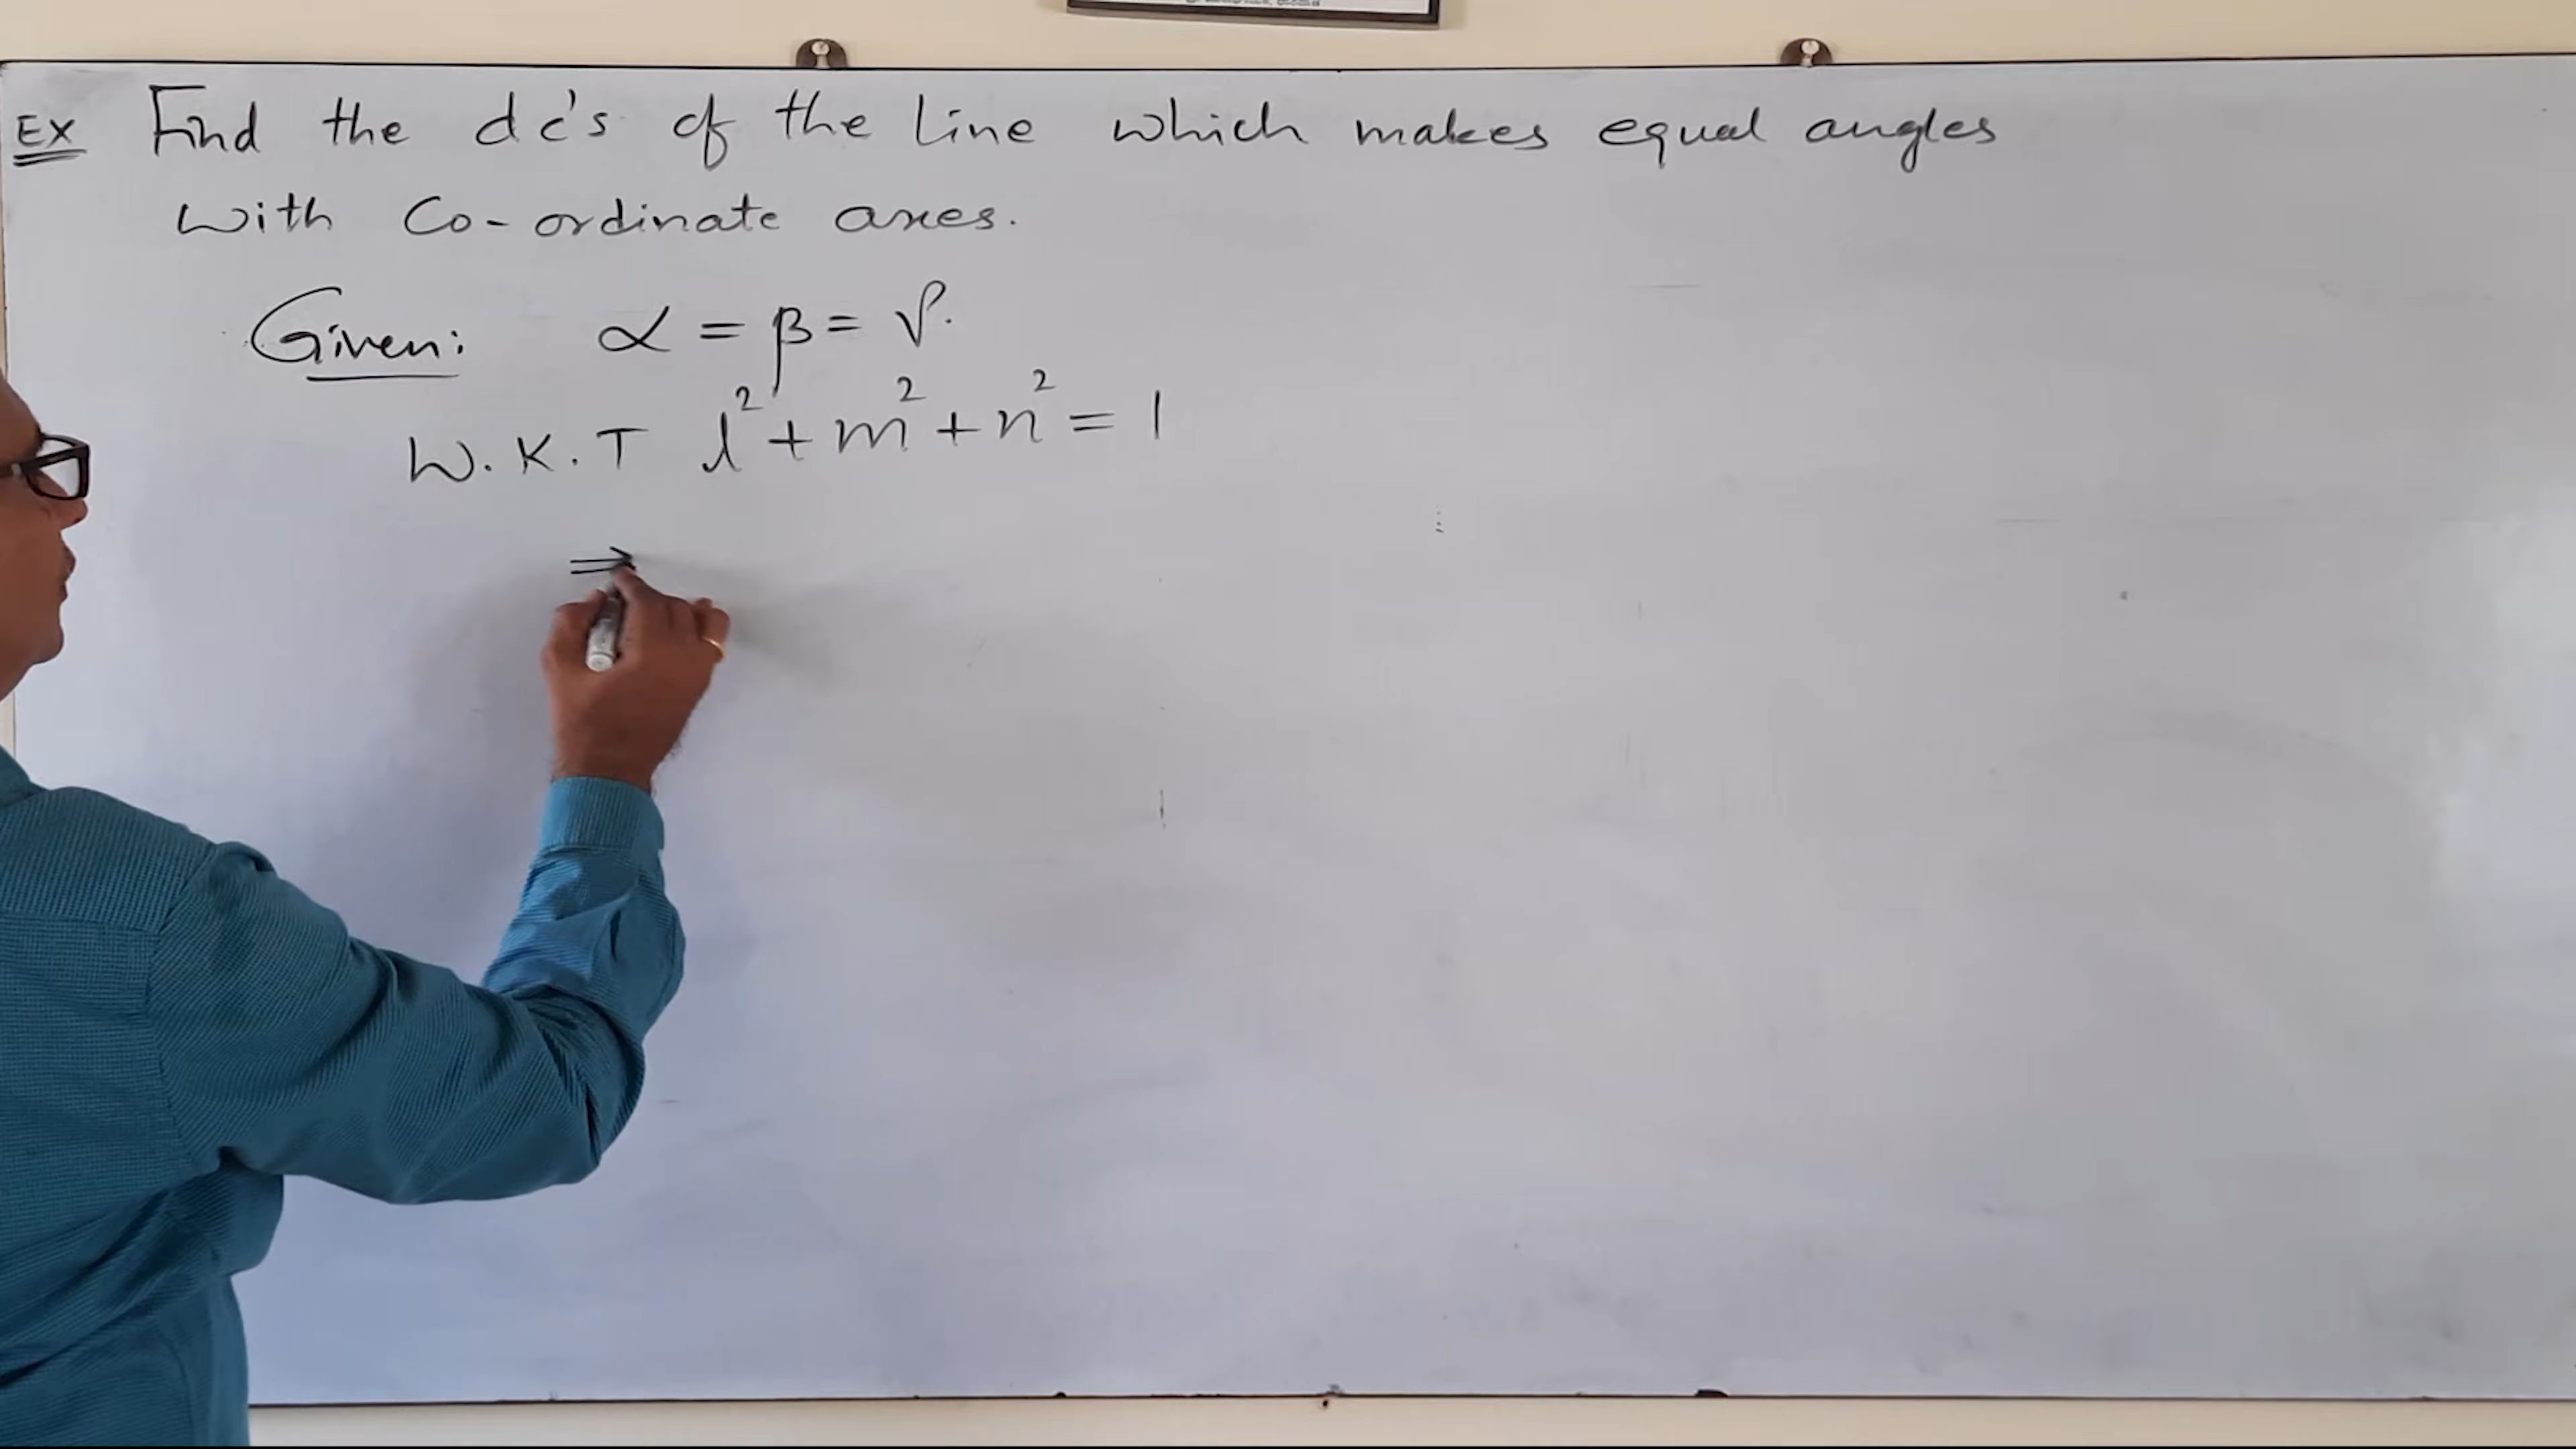 EX Find the dc's of the line which makes equal angles
with Co-ordinate axes.
Given: α = β = γ.
W.K.T l² + m² + n² = 1
⇒